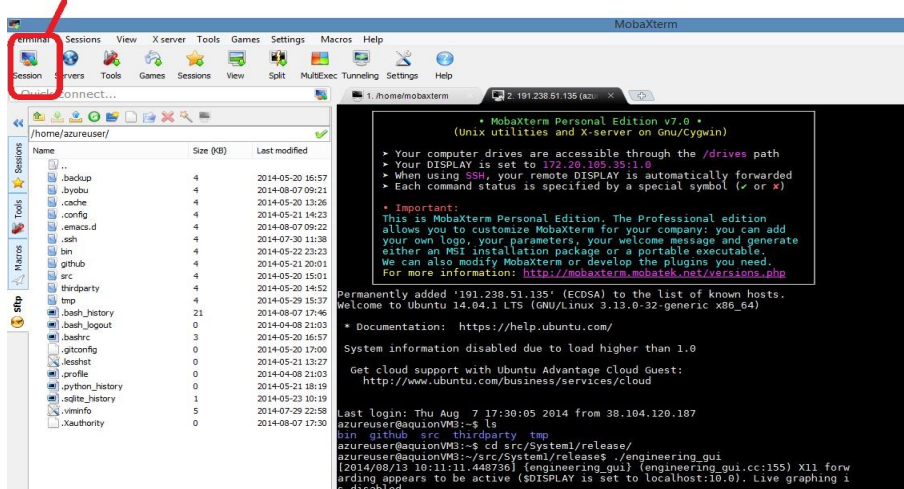 MobaXterm
Terminal Sessions View X server Tools Games Settings Macros Help
Session Servers Tools Games Sessions View Split MultiExec Tunneling Settings Help
Quick connect...
1. /home/mobaxterm
2. 191.238.51.135 (azur
/home/azureuser/
Name Size (KB) Last modified
..
.backup 4 2014-05-20 16:57
.byobu 4 2014-08-07 09:21
.cache 4 2014-05-20 13:26
.config 4 2014-05-21 14:23
.emacs.d 4 2014-08-07 09:22
.ssh 4 2014-07-30 11:38
bin 4 2014-05-22 23:23
github 4 2014-05-21 20:01
src 4 2014-05-20 15:01
thirdparty 4 2014-05-20 14:52
tmp 4 2014-05-29 15:37
.bash_history 21 2014-08-07 17:46
.bash_logout 0 2014-04-08 21:03
.bashrc 3 2014-05-20 16:57
.gitconfig 0 2014-05-20 17:00
.lesshst 0 2014-05-21 13:27
.profile 0 2014-04-08 21:03
.python_history 0 2014-05-21 18:19
.sqlite_history 1 2014-05-23 10:19
.viminfo 5 2014-07-29 22:58
.Xauthority 0 2014-08-07 17:30
Sessions
Tools
Macros
Sftp
• MobaXterm Personal Edition v7.0 •
(Unix utilities and X-server on Gnu/Cygwin)
➤ Your computer drives are accessible through the /drives path
➤ Your DISPLAY is set to 172.20.105.35:1.0
➤ When using SSH, your remote DISPLAY is automatically forwarded
➤ Each command status is specified by a special symbol (✔ or ✘)
• Important:
This is MobaXterm Personal Edition. The Professional edition
allows you to customize MobaXterm for your company: you can add
your own logo, your parameters, your welcome message and generate
either an MSI installation package or a portable executable.
We can also modify MobaXterm or develop the plugins you need.
For more information: http://mobaxterm.mobatek.net/versions.php
Permanently added '191.238.51.135' (ECDSA) to the list of known hosts.
Welcome to Ubuntu 14.04.1 LTS (GNU/Linux 3.13.0-32-generic x86_64)
* Documentation: https://help.ubuntu.com/
System information disabled due to load higher than 1.0
Get cloud support with Ubuntu Advantage Cloud Guest:
http://www.ubuntu.com/business/services/cloud
Last login: Thu Aug 7 17:30:05 2014 from 38.104.120.187
azureuser@aquionVM3:~$ ls
bin github src thirdparty tmp
azureuser@aquionVM3:~$ cd src/System1/release/
azureuser@aquionVM3:~/src/System1/release$ ./engineering_gui
[2014/08/13 10:11:11.448736] {engineering_gui} (engineering_gui.cc:155) X11 forw
arding appears to be active ($DISPLAY is set to localhost:10.0). Live graphing i
s disabled